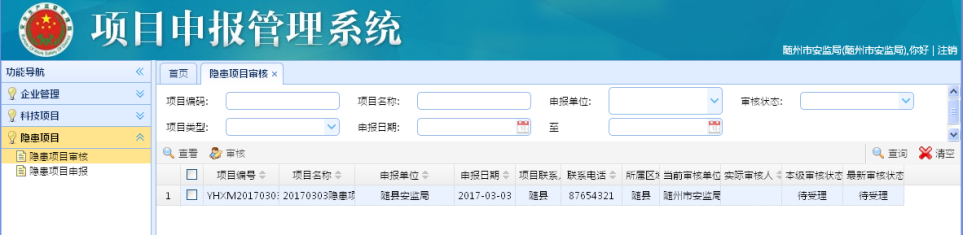 项目申报管理系统
随州市安监局(随州市安监局),你好 | 注销
功能导航
首页 隐患项目审核 ×
企业管理
科技项目
隐患项目
隐患项目审核
隐患项目申报
项目编码: 项目名称: 申报单位: 审核状态:
项目类型: 申报日期: 至
查看 审核 查询 清空
项目编号 项目名称 申报单位 申报日期 项目联系 联系电话 所属区 当前审核单位 实际审核人 本级审核状态 最新审核状态
1 YHXM2017030 20170303隐患项 随县安监局 2017-03-03 随县 87654321 随县 随州市安监局 待受理 待受理